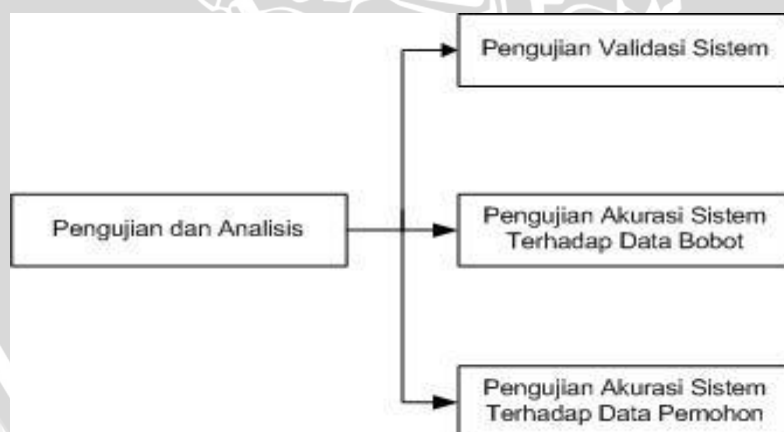 Pengujian Validasi Sistem
Pengujian dan Analisis
Pengujian Akurasi Sistem
Terhadap Data Bobot
Pengujian Akurasi Sistem
Terhadap Data Pemohon